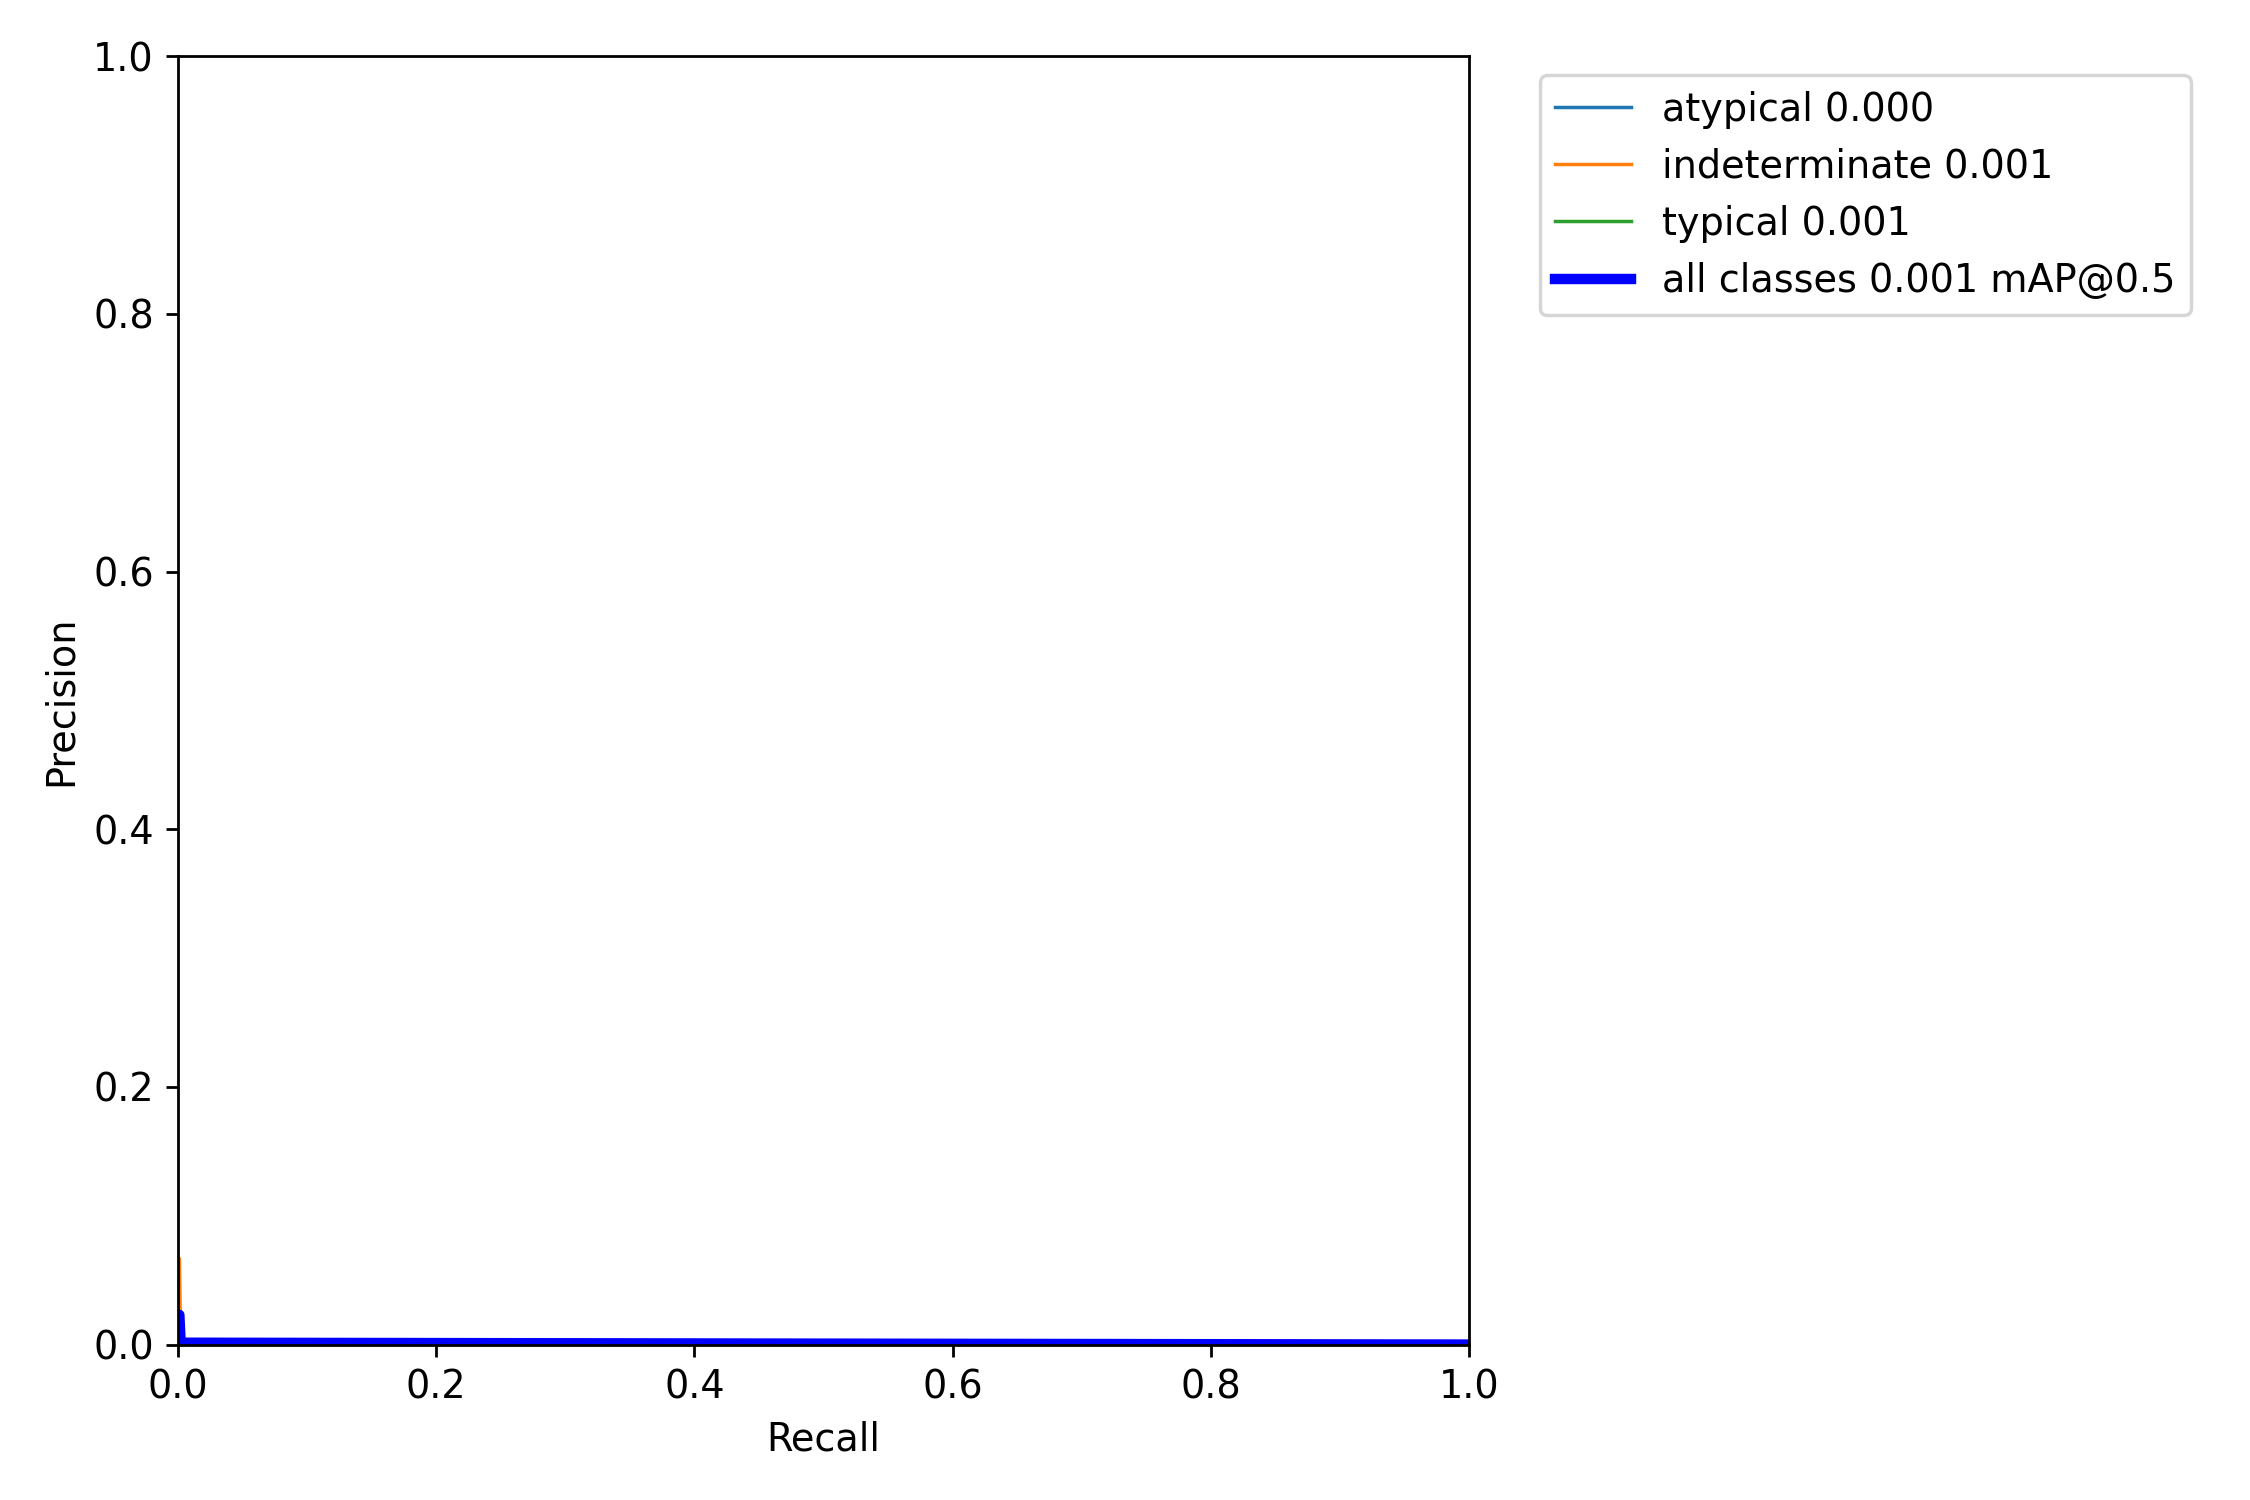 1.0
0.8
0.6
0.4
0.2
0.0
Precision
0.0 0.2 0.4 0.6 0.8 1.0
Recall
atypical 0.000
indeterminate 0.001
typical 0.001
all classes 0.001 mAP@0.5